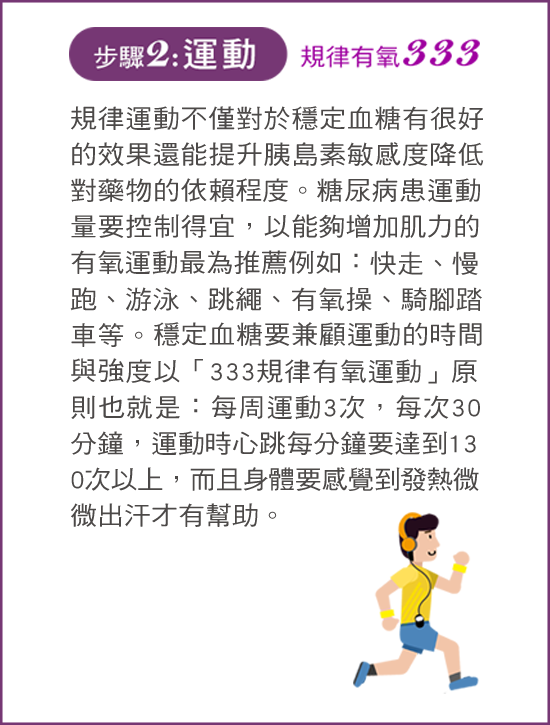 步驟2:運動 規律有氧333
規律運動不僅對於穩定血糖有很好
的效果還能提升胰島素敏感度降低
對藥物的依賴程度。糖尿病患運動
量要控制得宜，以能夠增加肌力的
有氧運動最為推薦例如：快走、慢
跑、游泳、跳繩、有氧操、騎腳踏
車等。穩定血糖要兼顧運動的時間
與強度以「333規律有氧運動」原
則也就是：每周運動3次，每次30
分鐘，運動時心跳每分鐘要達到13
0次以上，而且身體要感覺到發熱微
微出汗才有幫助。